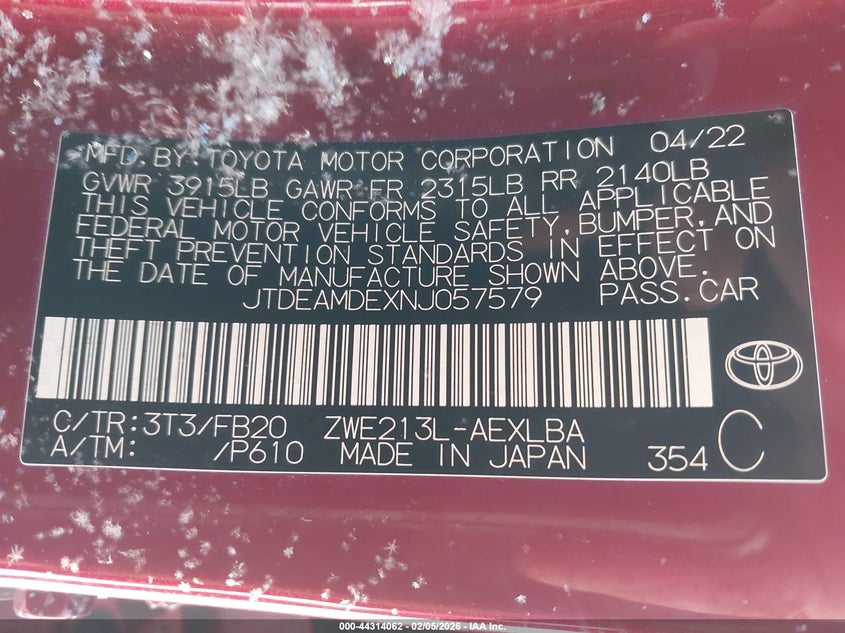 MFD.BY:TOYOTA MOTOR CORPORATION 04/22
GVWR 3915LB GAWR FR 2315LB RR 2140LB
THIS VEHICLE CONFORMS TO ALL APPLICABLE
FEDERAL MOTOR VEHICLE SAFETY, BUMPER, AND
THEFT PREVENTION STANDARDS IN EFFECT ON
THE DATE OF MANUFACTURE SHOWN ABOVE.
JTDEAMDEXNJ057579 PASS.CAR
C/TR:3T3/FB20 ZWE213L-AEXLBA
A/TM: /P610 MADE IN JAPAN 354 C
000-44314062 - 02/05/2026 - IAA Inc.